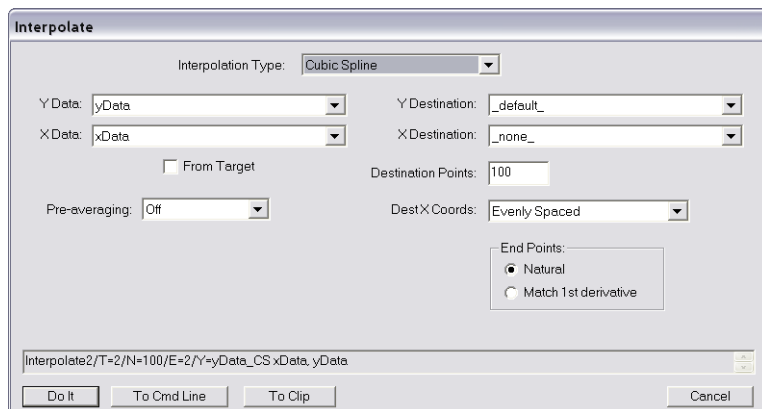 Interpolate
Interpolation Type: Cubic Spline
Y Data: yData
Y Destination: _default_
X Data: xData
X Destination: _none_
From Target
Destination Points: 100
Pre-averaging: Off
Dest X Coords: Evenly Spaced
End Points:
Natural
Match 1st derivative
Interpolate2/T=2/N=100/E=2/Y=yData_CS xData, yData
Do It
To Cmd Line
To Clip
Cancel